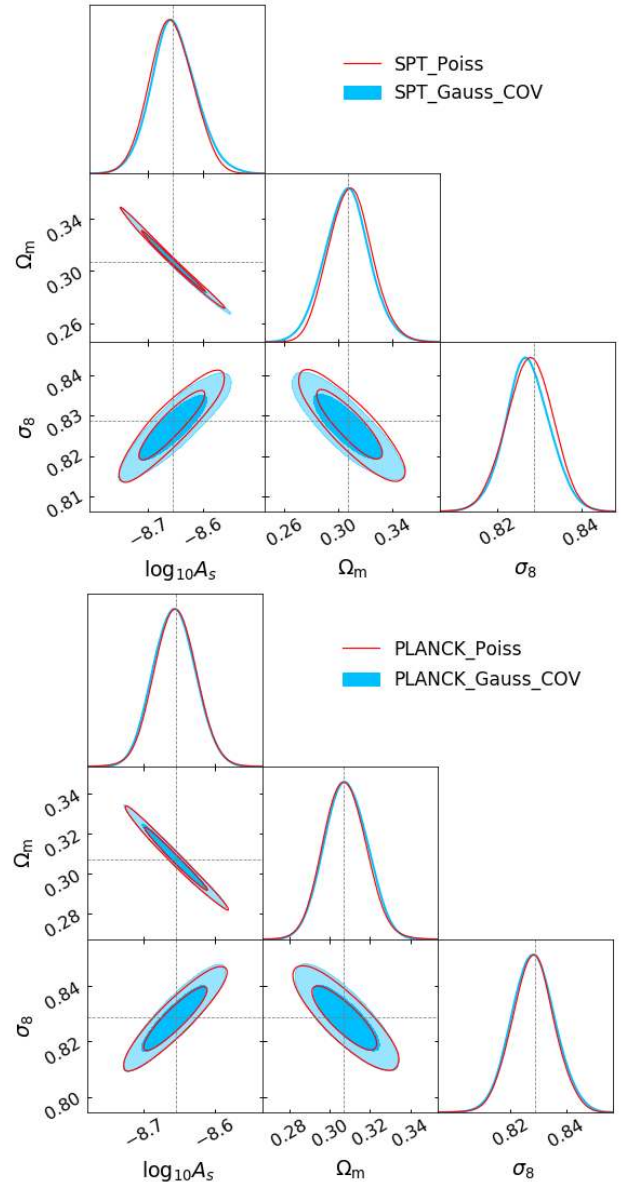 SPT_Poiss
SPT_Gauss_COV
Ωm
0.34
0.30
0.26
σ8
0.84
0.83
0.82
0.81
−8.7 −8.6
0.26 0.30 0.34
0.82 0.84
log10As
Ωm
σ8
PLANCK_Poiss
PLANCK_Gauss_COV
Ωm
0.34
0.32
0.30
0.28
σ8
0.84
0.82
0.80
−8.7 −8.6
0.28 0.30 0.32 0.34
0.82 0.84
log10As
Ωm
σ8